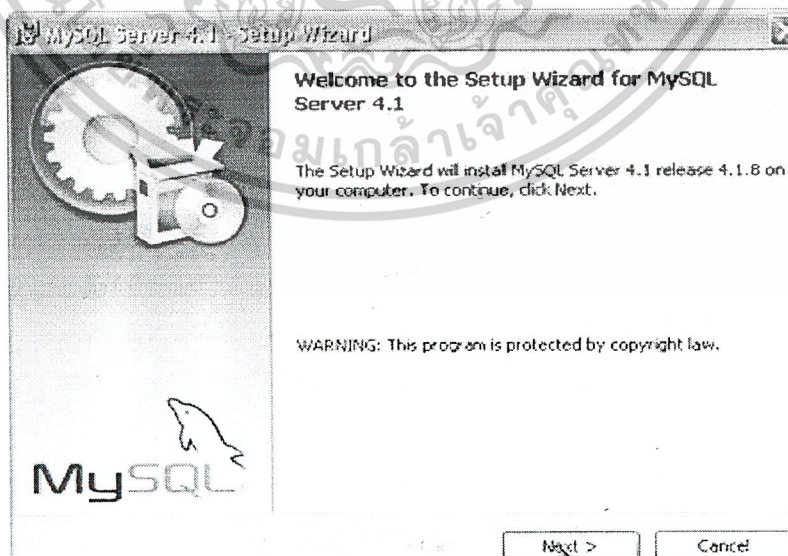 MySQL Server 4.1 - Setup Wizard
Welcome to the Setup Wizard for MySQL
Server 4.1
The Setup Wizard will install MySQL Server 4.1 release 4.1.8 on
your computer. To continue, click Next.
WARNING: This program is protected by copyright law.
MySQL
Next >
Cancel